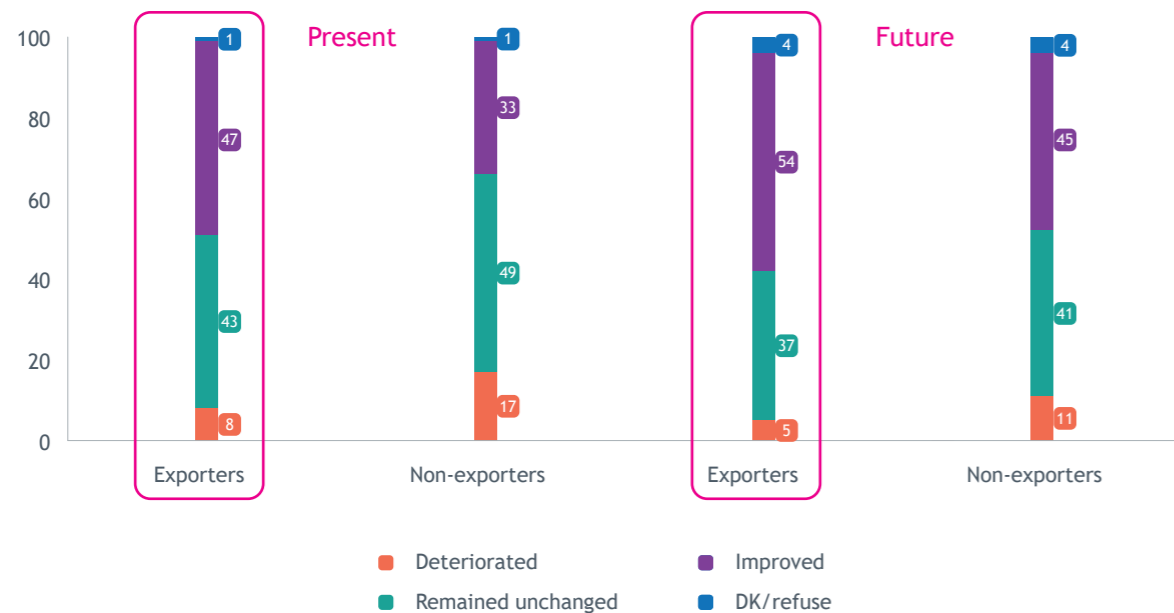 Present
Future
100
80
60
40
20
0
1
47
43
8
1
33
49
17
4
54
37
5
4
45
41
11
Exporters
Non-exporters
Exporters
Non-exporters
Deteriorated
Improved
Remained unchanged
DK/refuse